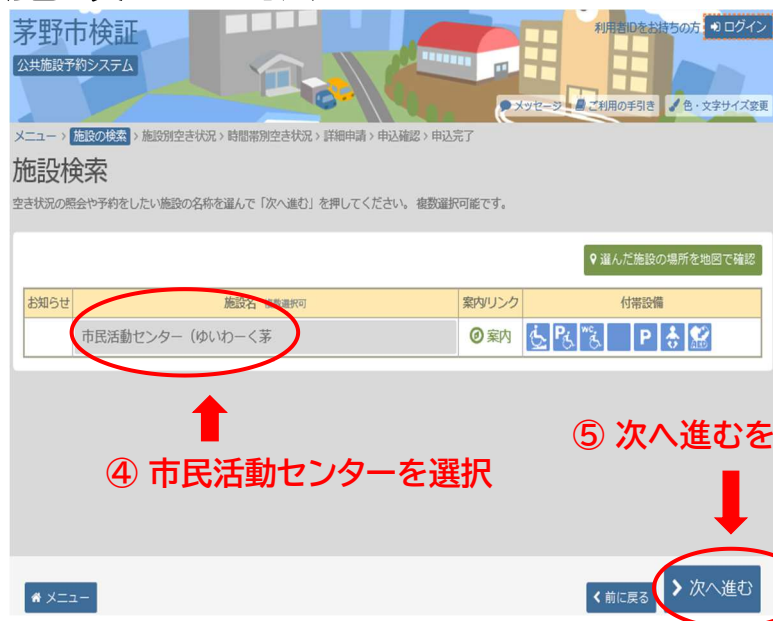 茅野市検証
利用者IDをお持ちの方 ログイン
公共施設予約システム
メッセージ ご利用の手引き 色・文字サイズ変更
メニュー › 施設の検索 › 施設別空き状況 › 時間帯別空き状況 › 詳細申請 › 申込確認 › 申込完了
施設検索
空き状況の照会や予約をしたい施設の名称を選んで「次へ進む」を押してください。複数選択可能です。
選んだ施設の場所を地図で確認
お知らせ 施設名 複数選択可 案内/リンク 付帯設備
市民活動センター（ゆいわーく茅 案内 P WC P AED
⑤ 次へ進むを
④ 市民活動センターを選択
メニュー 前に戻る 次へ進む